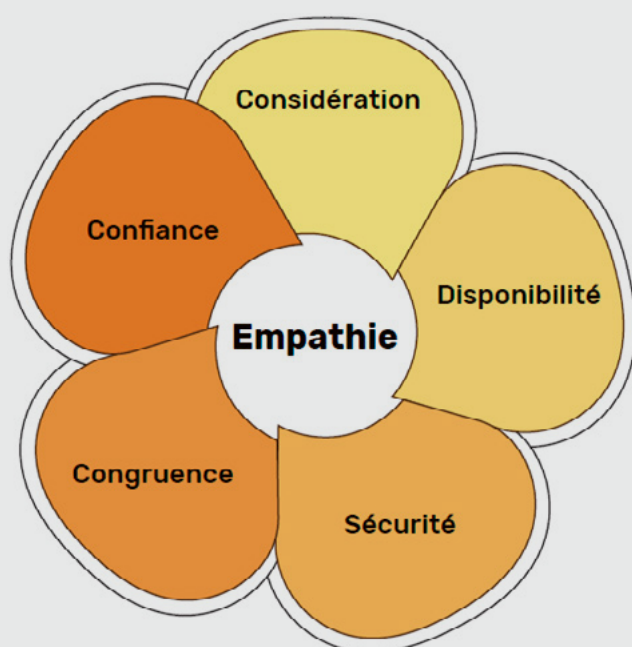 Considération
Confiance
Disponibilité
Empathie
Congruence
Sécurité